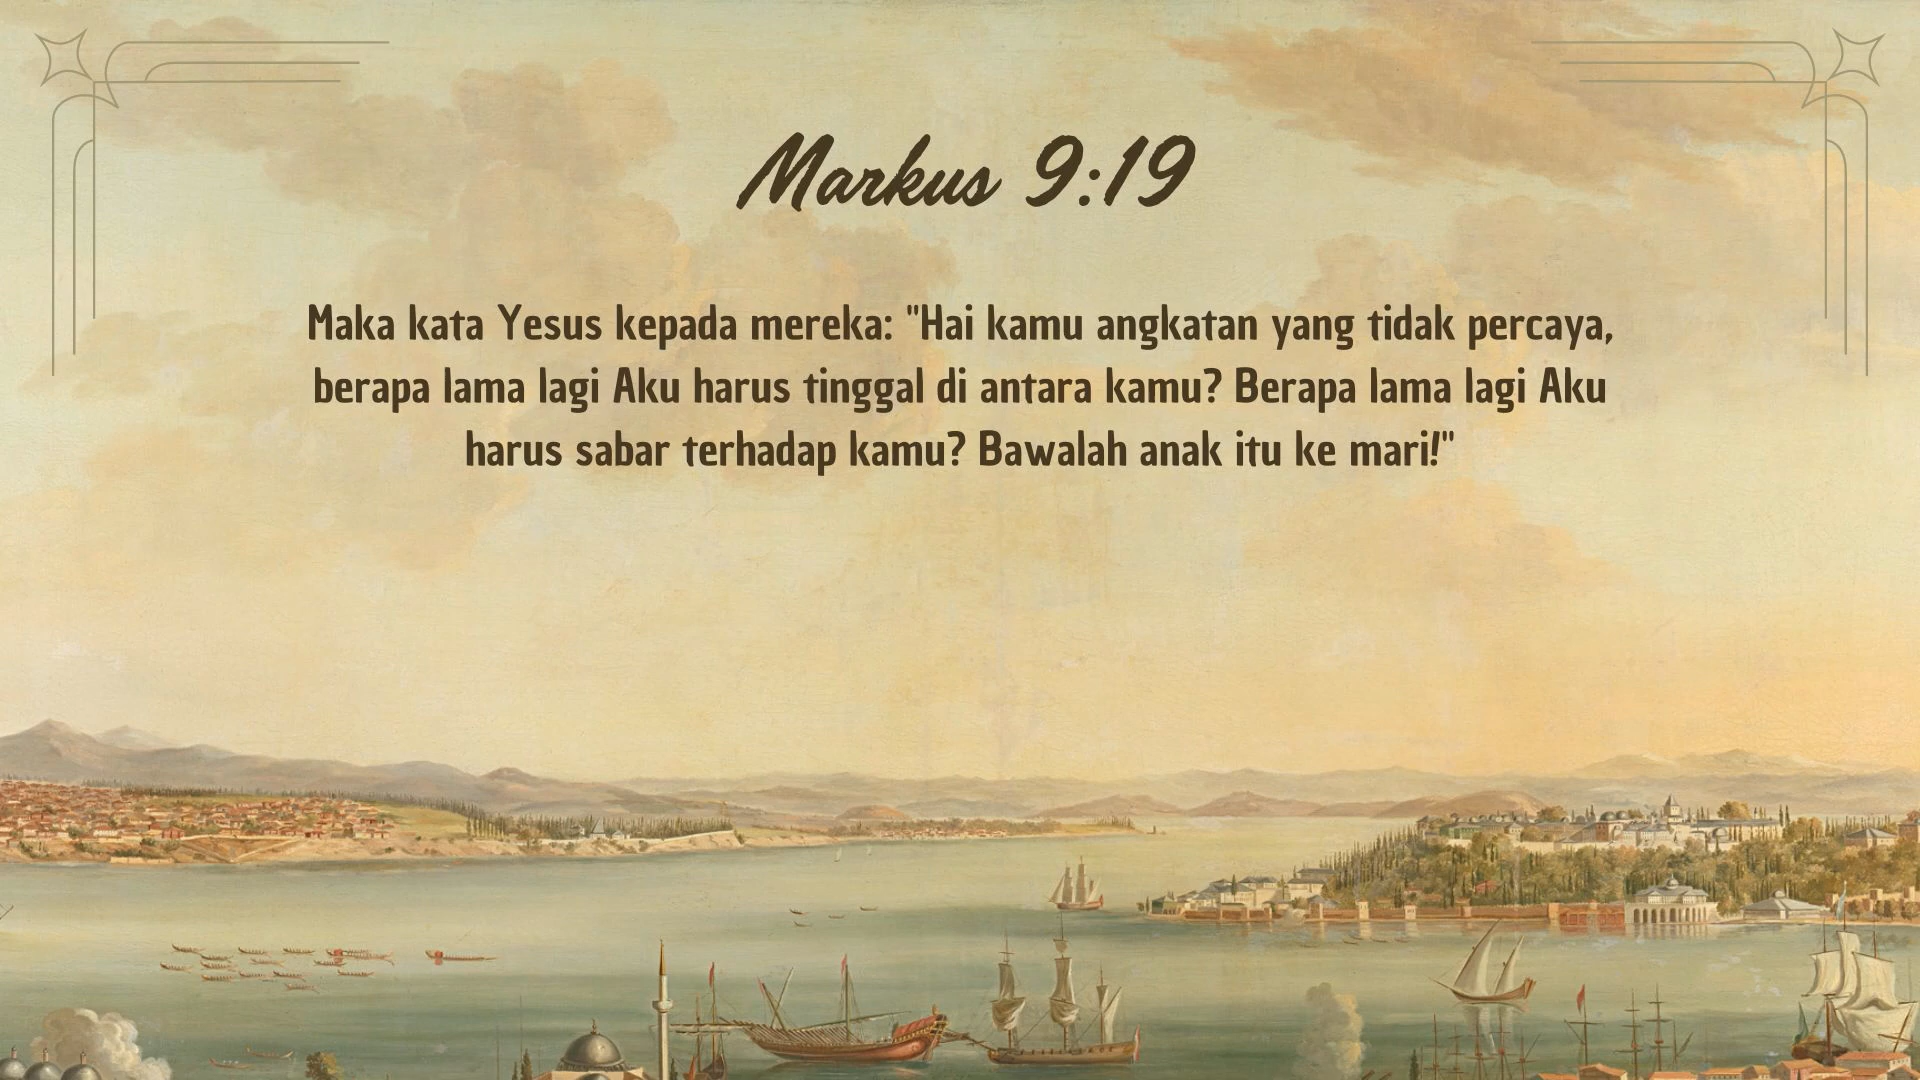 Markus 9:19
Maka kata Yesus kepada mereka: "Hai kamu angkatan yang tidak percaya,
berapa lama lagi Aku harus tinggal di antara kamu? Berapa lama lagi Aku
harus sabar terhadap kamu? Bawalah anak itu ke mari!"